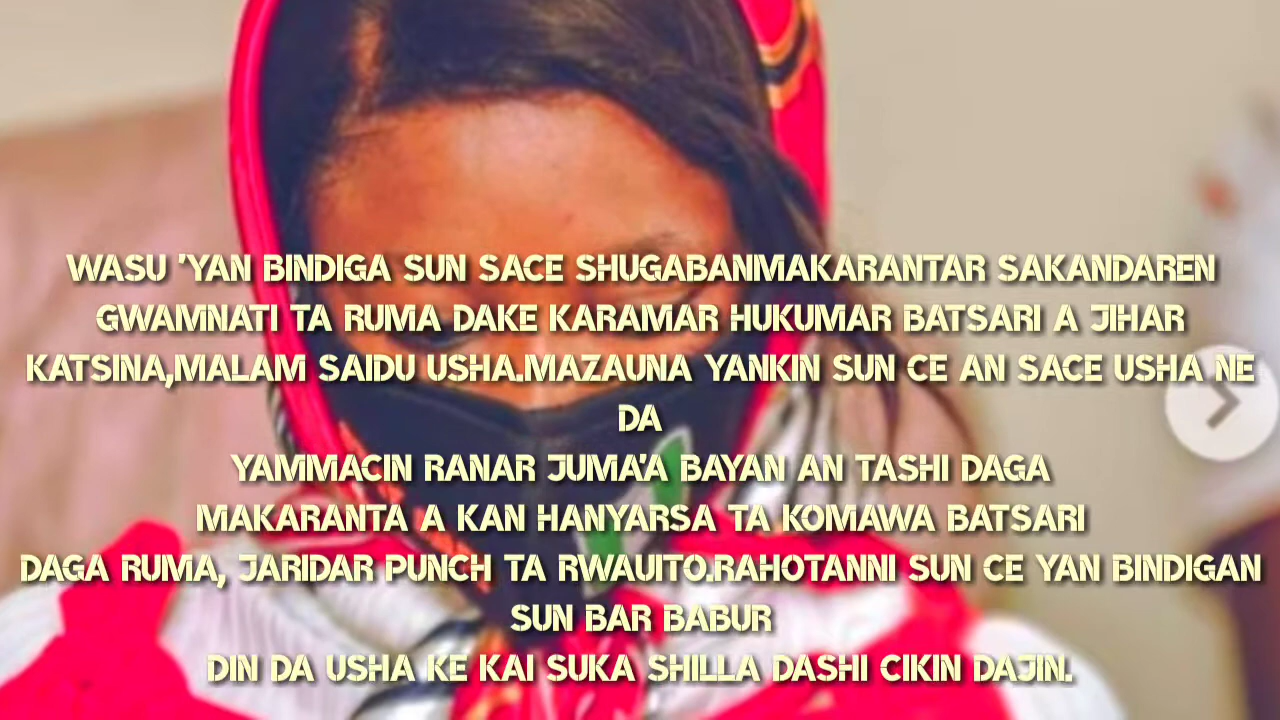 WASU 'YAN BINDIGA SUN SACE SHUGABANMAKARANTAR SAKANDAREN
GWAMNATI TA RUMA DAKE KARAMAR HUKUMAR BATSARI A JIHAR
KATSINA,MALAM SAIDU USHA.MAZAUNA YANKIN SUN CE AN SACE USHA NE
DA
YAMMACIN RANAR JUMA'A BAYAN AN TASHI DAGA
MAKARANTA A KAN HANYARSA TA KOMAWA BATSARI
DAGA RUMA, JARIDAR PUNCH TA RWAUITO.RAHOTANNI SUN CE YAN BINDIGAN
SUN BAR BABUR
DIN DA USHA KE KAI SUKA SHILLA DASHI CIKIN DAJIN.